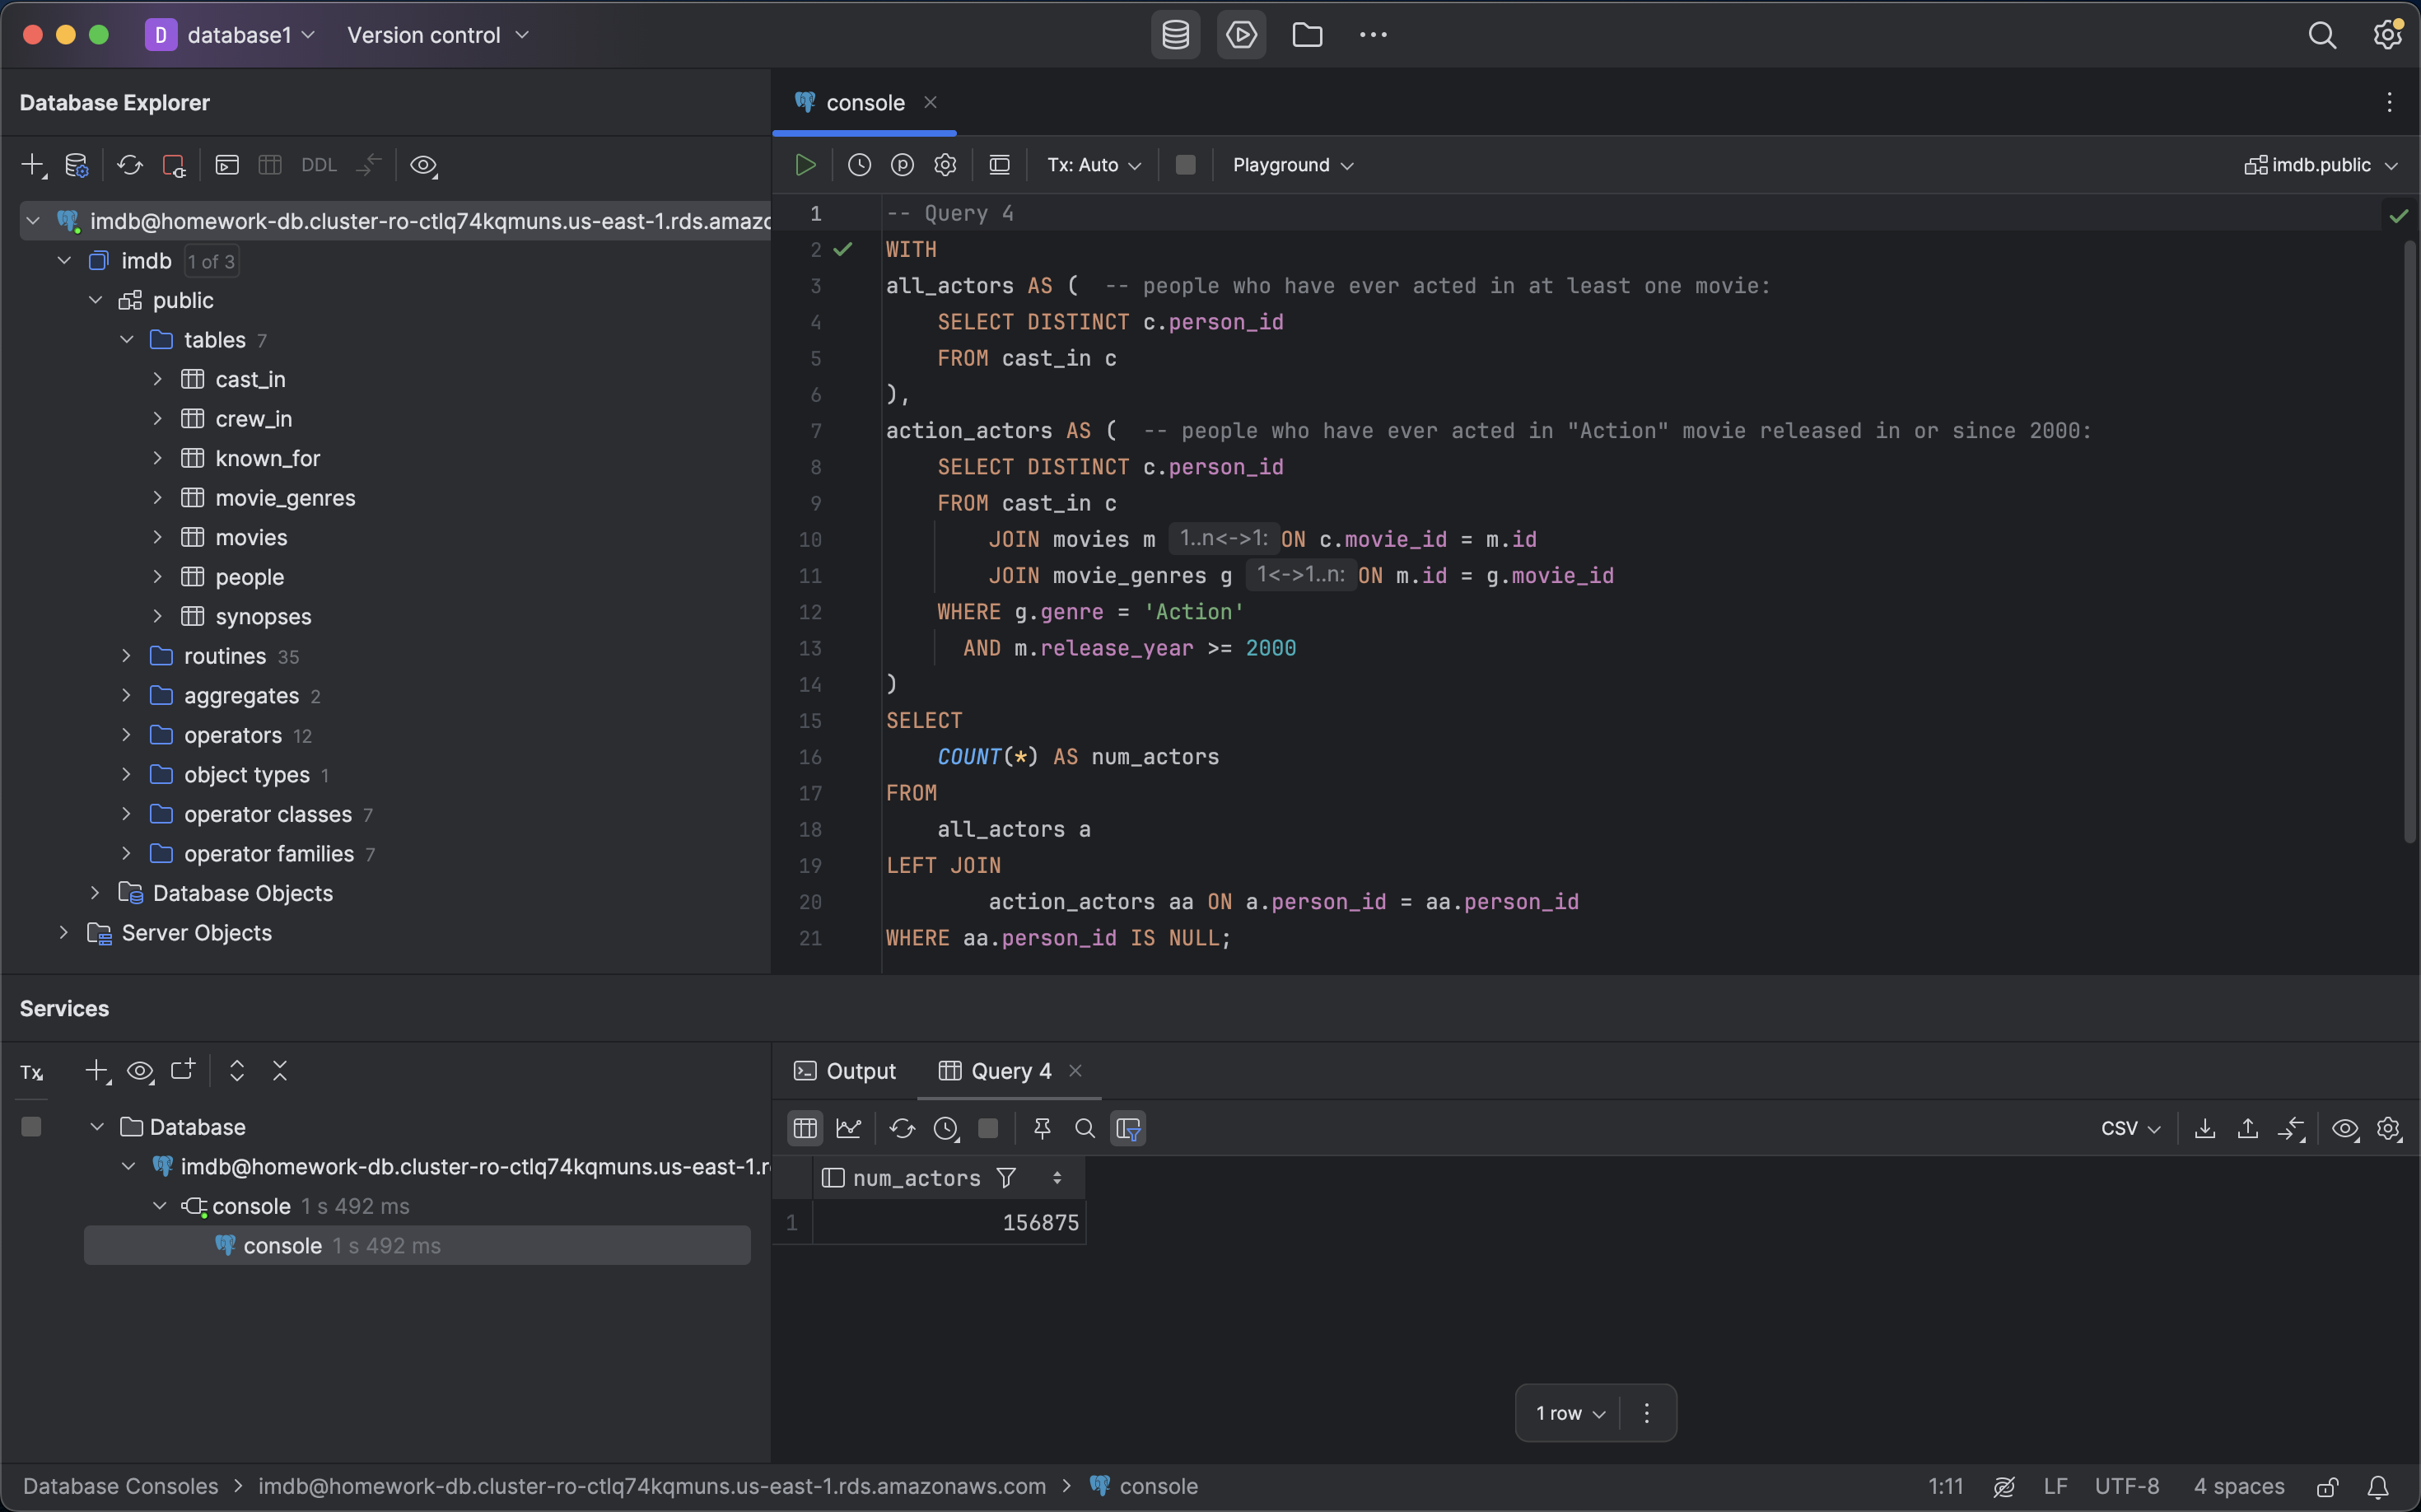 D database1 Version control
Database Explorer
DDL
imdb@homework-db.cluster-ro-ctlq74kqmuns.us-east-1.rds.amazo
imdb 1 of 3
public
tables 7
cast_in
crew_in
known_for
movie_genres
movies
people
synopses
routines 35
aggregates 2
operators 12
object types 1
operator classes 7
operator families 7
Database Objects
Server Objects
console
Tx: Auto Playground imdb.public
1 -- Query 4
2 WITH
3 all_actors AS (  -- people who have ever acted in at least one movie:
4     SELECT DISTINCT c.person_id
5     FROM cast_in c
6 ),
7 action_actors AS (  -- people who have ever acted in "Action" movie released in or since 2000:
8     SELECT DISTINCT c.person_id
9     FROM cast_in c
10         JOIN movies m 1..n<->1: ON c.movie_id = m.id
11         JOIN movie_genres g 1<->1..n: ON m.id = g.movie_id
12     WHERE g.genre = 'Action'
13       AND m.release_year >= 2000
14 )
15 SELECT
16     COUNT(*) AS num_actors
17 FROM
18     all_actors a
19 LEFT JOIN
20         action_actors aa ON a.person_id = aa.person_id
21 WHERE aa.person_id IS NULL;
Services
Tx
Database
imdb@homework-db.cluster-ro-ctlq74kqmuns.us-east-1.r
console 1 s 492 ms
console 1 s 492 ms
Output Query 4
CSV
num_actors
1 156875
1 row
Database Consoles > imdb@homework-db.cluster-ro-ctlq74kqmuns.us-east-1.rds.amazonaws.com > console
1:11 LF UTF-8 4 spaces